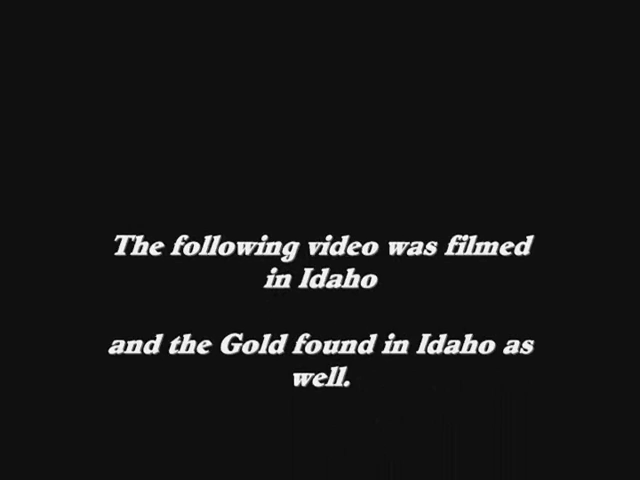 The following video was filmed
in Idaho
and the Gold found in Idaho as
well.